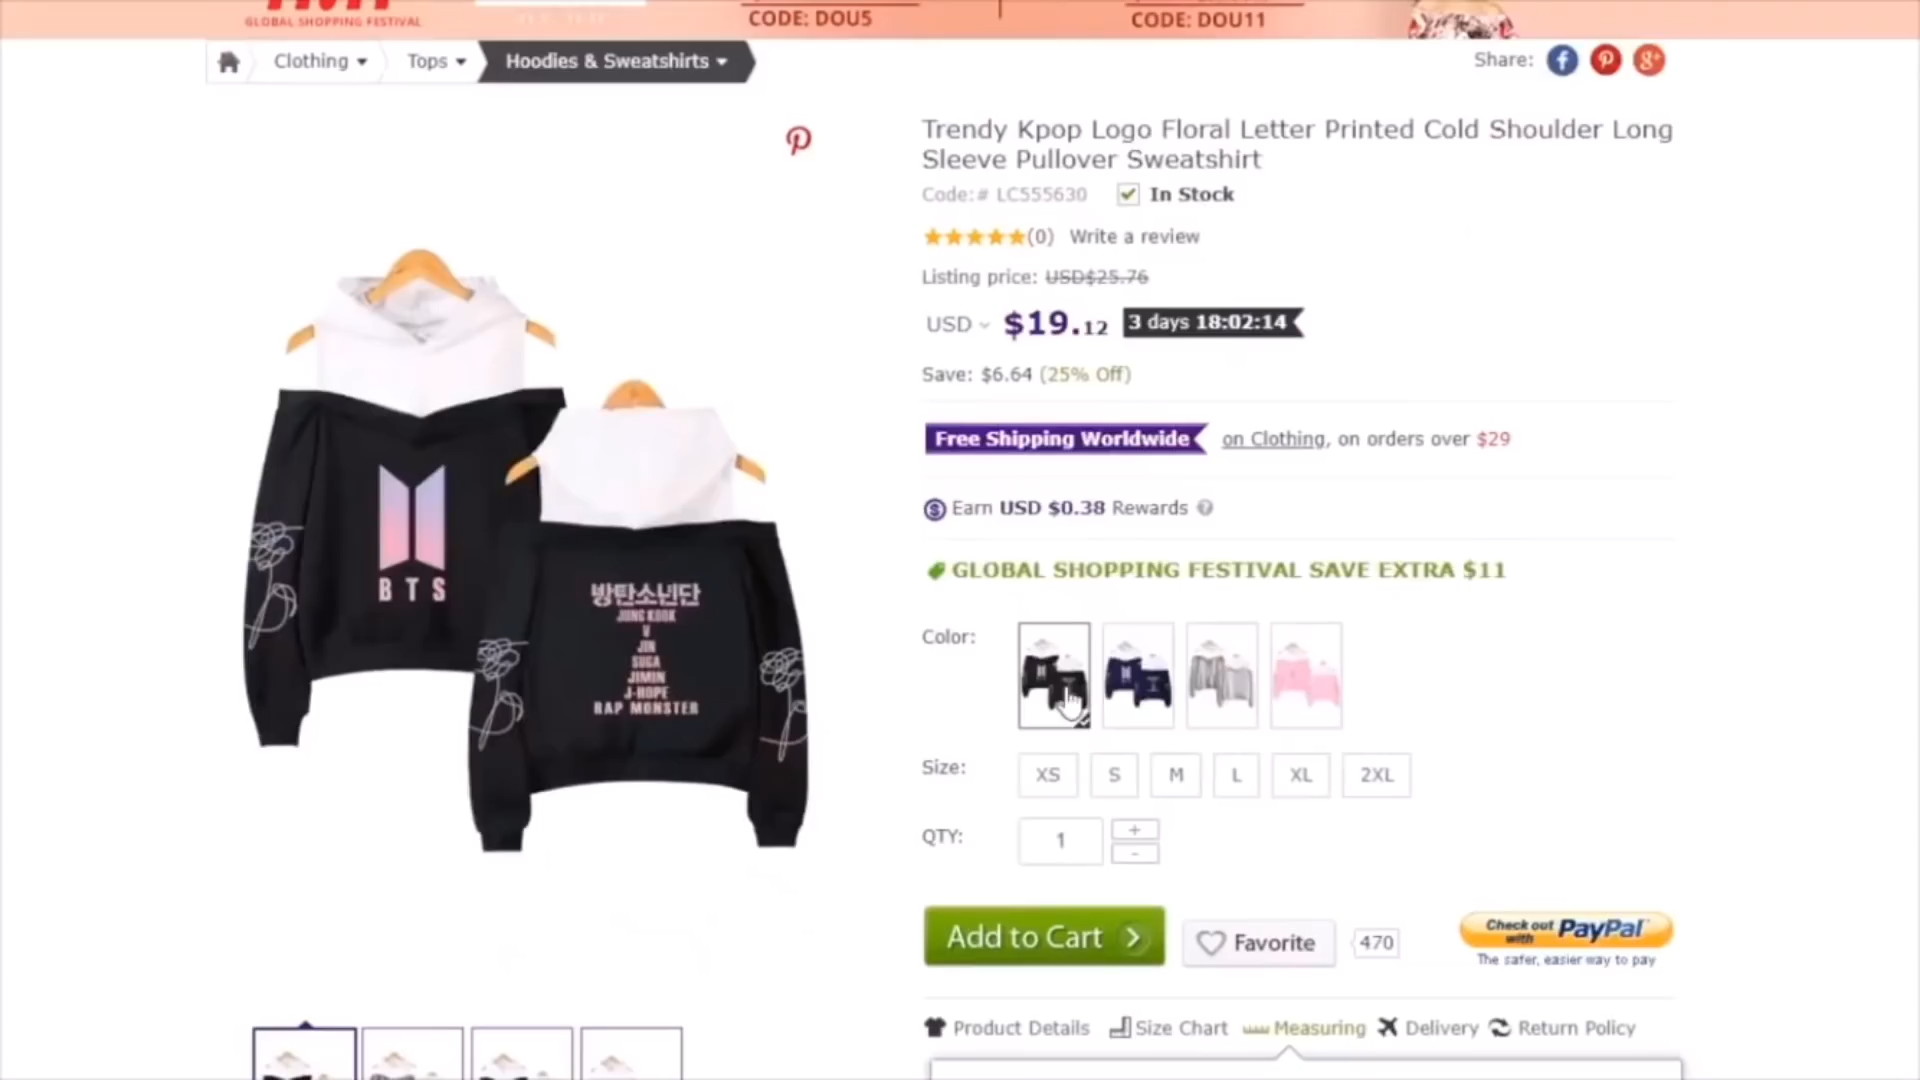 GLOBAL SHOPPING FESTIVAL
CODE: DOU5
CODE: DOU11
Clothing
Tops
Hoodies & Sweatshirts
Share:
Trendy Kpop Logo Floral Letter Printed Cold Shoulder Long
Sleeve Pullover Sweatshirt
Code:# LC555630
In Stock
(0) Write a review
Listing price: USD$25.76
USD $19.12
3 days 18:02:14
Save: $6.64 (25% Off)
Free Shipping Worldwide on Clothing, on orders over $29
Earn USD $0.38 Rewards
GLOBAL SHOPPING FESTIVAL SAVE EXTRA $11
BTS
방탄소년단
JUNG KOOK
V
JIN
SUGA
JIMIN
J-HOPE
RAP MONSTER
Color:
Size:
XS
S
M
L
XL
2XL
QTY:
1
+
-
Add to Cart
Favorite
470
Check out
with PayPal
The safer, easier way to pay
Product Details
Size Chart
Measuring
Delivery
Return Policy